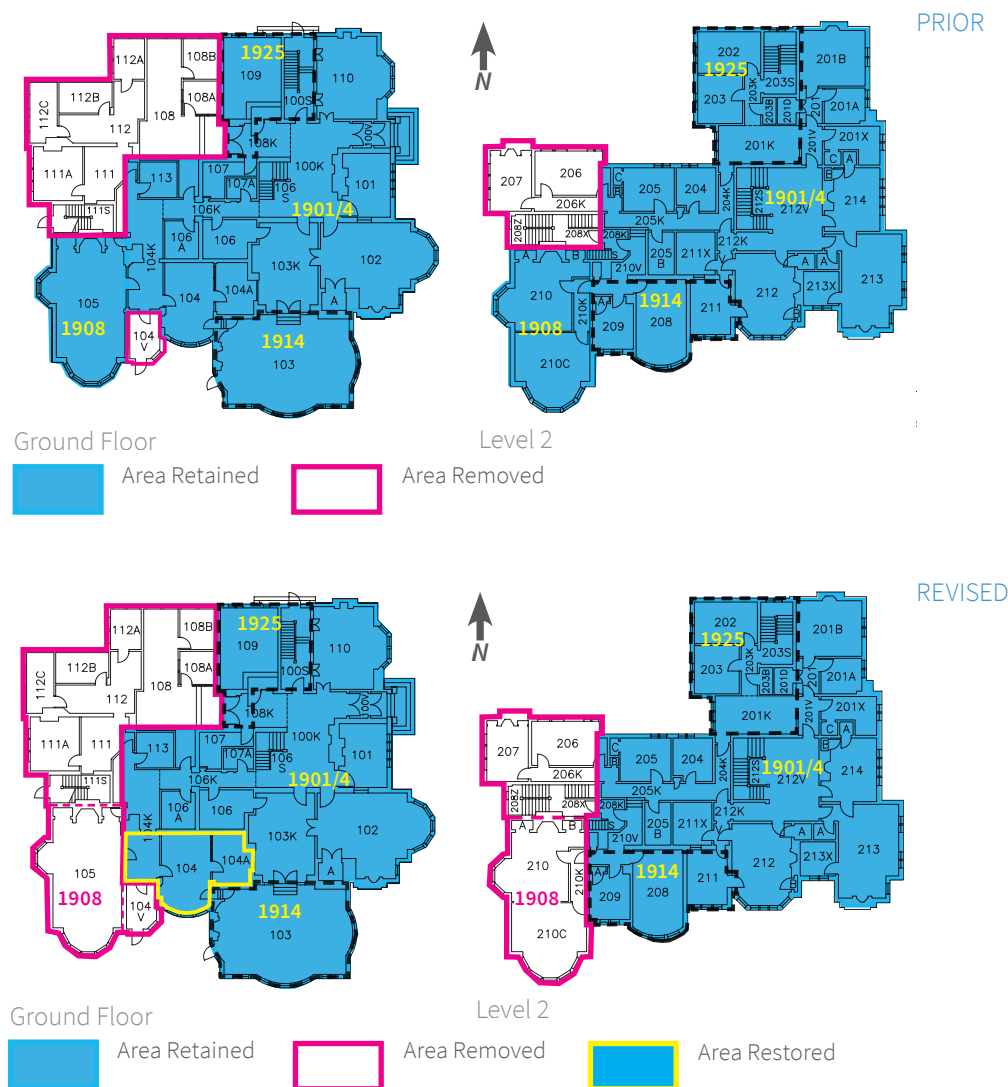 PRIOR
112A
108B
1925
109
110
202
1925
203S
201B
N
N
112C
112B
108
108A
100S
203
203K
203B
201D
201
201A
112
108K
100V
100K
201K
201V
201X
C
A
B
111A
111
113
107
107A
106
S
101
1901/4
207
206
C
205
204
204K
212S
1901/4
212V
214
111S
106K
206K
205K
104K
106
A
106
103K
102
208Z
208X
208K
S
205
B
211X
212K
A
B
210V
A
A
213X
213
105
104
104A
A
210
210K
A
1914
211
212
1908
104
V
1914
103
1908
209
208
210C
Ground Floor
Level 2
Area Retained
Area Removed
REVISED
112A
108B
1925
109
110
202
1925
203S
201B
N
N
112C
112B
108
108A
100S
203
203K
203B
201D
201
201A
112
108K
100V
100K
201K
201V
201X
C
A
B
111A
111
113
107
107A
106
S
101
1901/4
207
206
C
205
204
204K
212S
1901/4
212V
214
111S
106K
206K
205K
104K
106
A
106
103K
102
208Z
208X
208K
S
205
B
211X
212K
A
B
210V
A
A
213X
213
105
104
104A
A
210
210K
A
1914
211
212
1908
104
V
1914
103
1908
209
208
210C
Ground Floor
Level 2
Area Retained
Area Removed
Area Restored